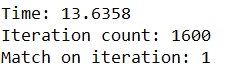 Time: 13.6358
Iteration count: 1600
Match on iteration: 1